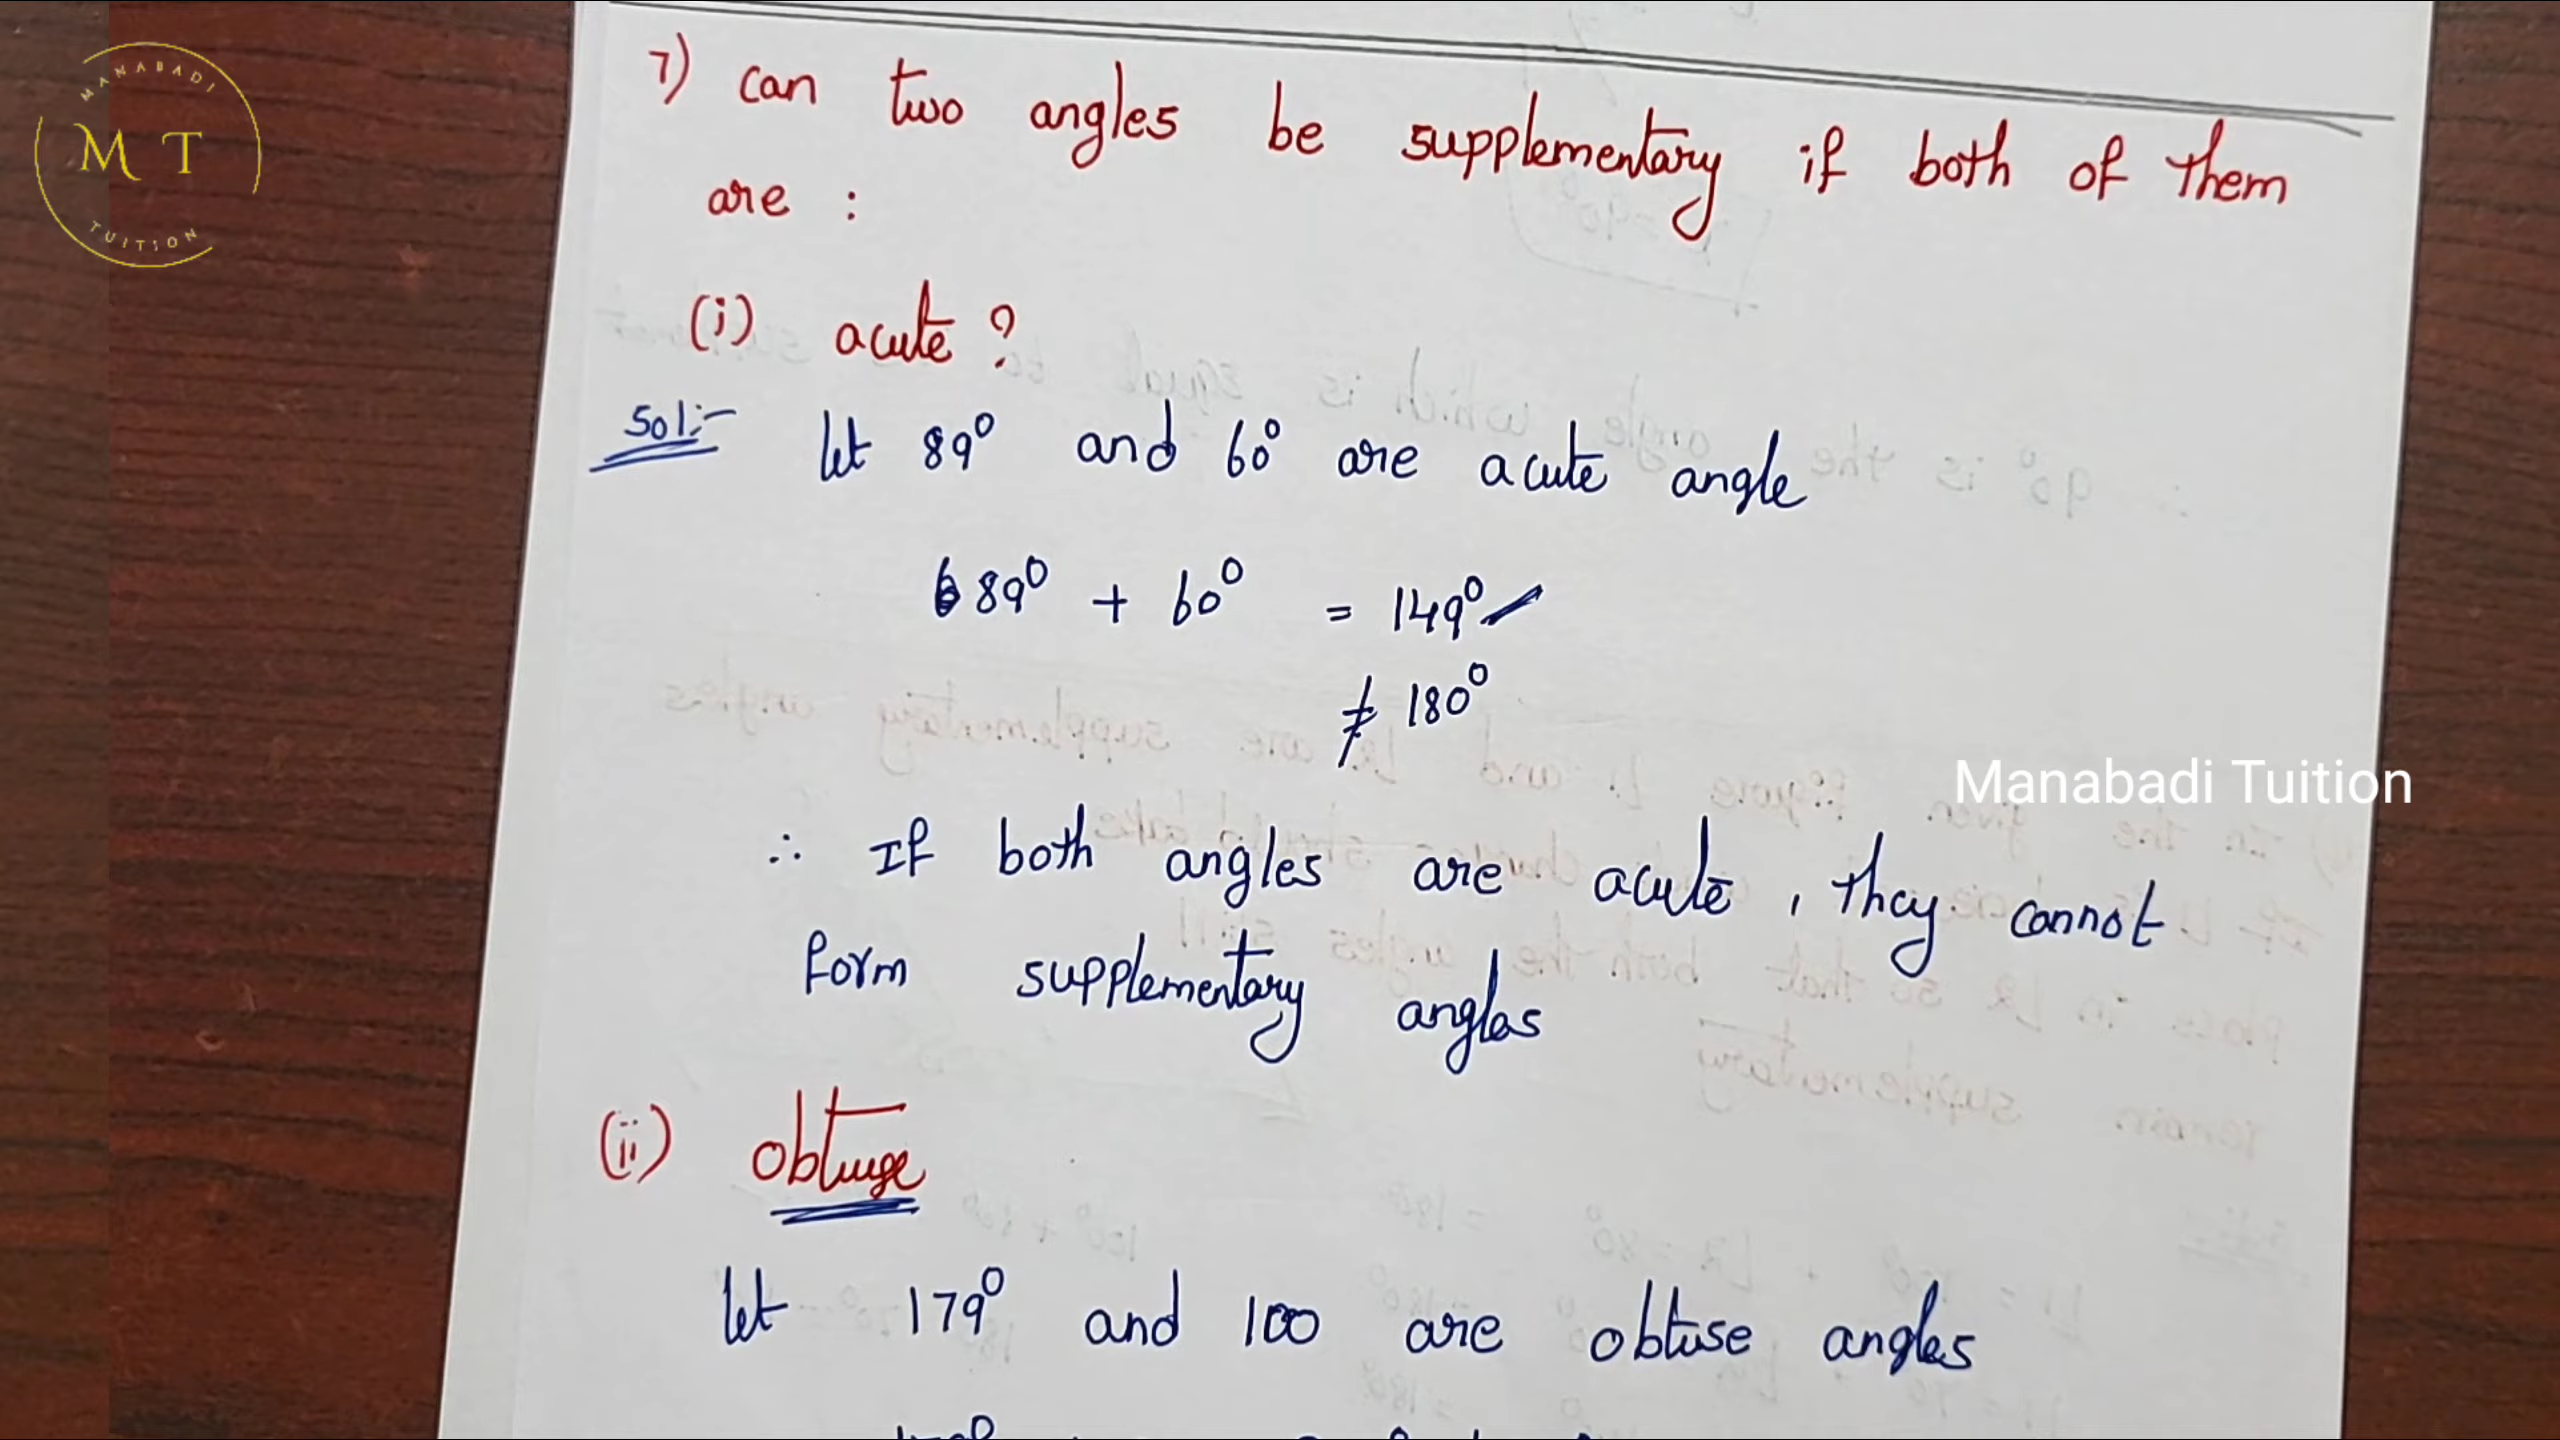 MANABADI
MT
TUITION
7) can two angles be supplementary if both of them
are :
(i) acute ?
Sol:- let 89° and 60° are acute angle
89° + 60° = 149°
≠ 180°
∴ If both angles are acute, they cannot
form supplementary angles
Manabadi Tuition
(ii) obtuse
let 179° and 100 are obtuse angles